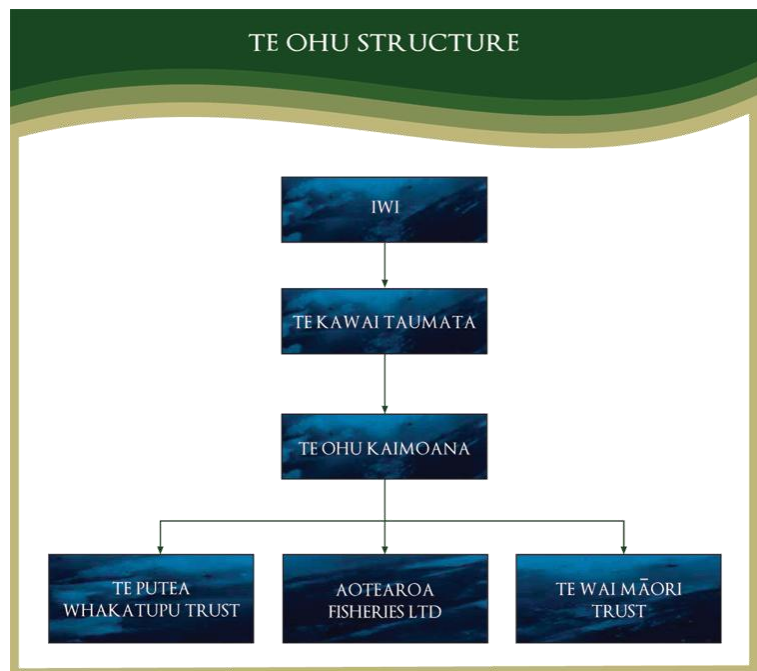 TE OHU STRUCTURE
IWI
TE KAWAI TAUMATA
TE OHU KAIMOANA
TE PUTEA
WHAKATUPU TRUST
AOTEAROA
FISHERIES LTD
TE WAI MĀORI
TRUST